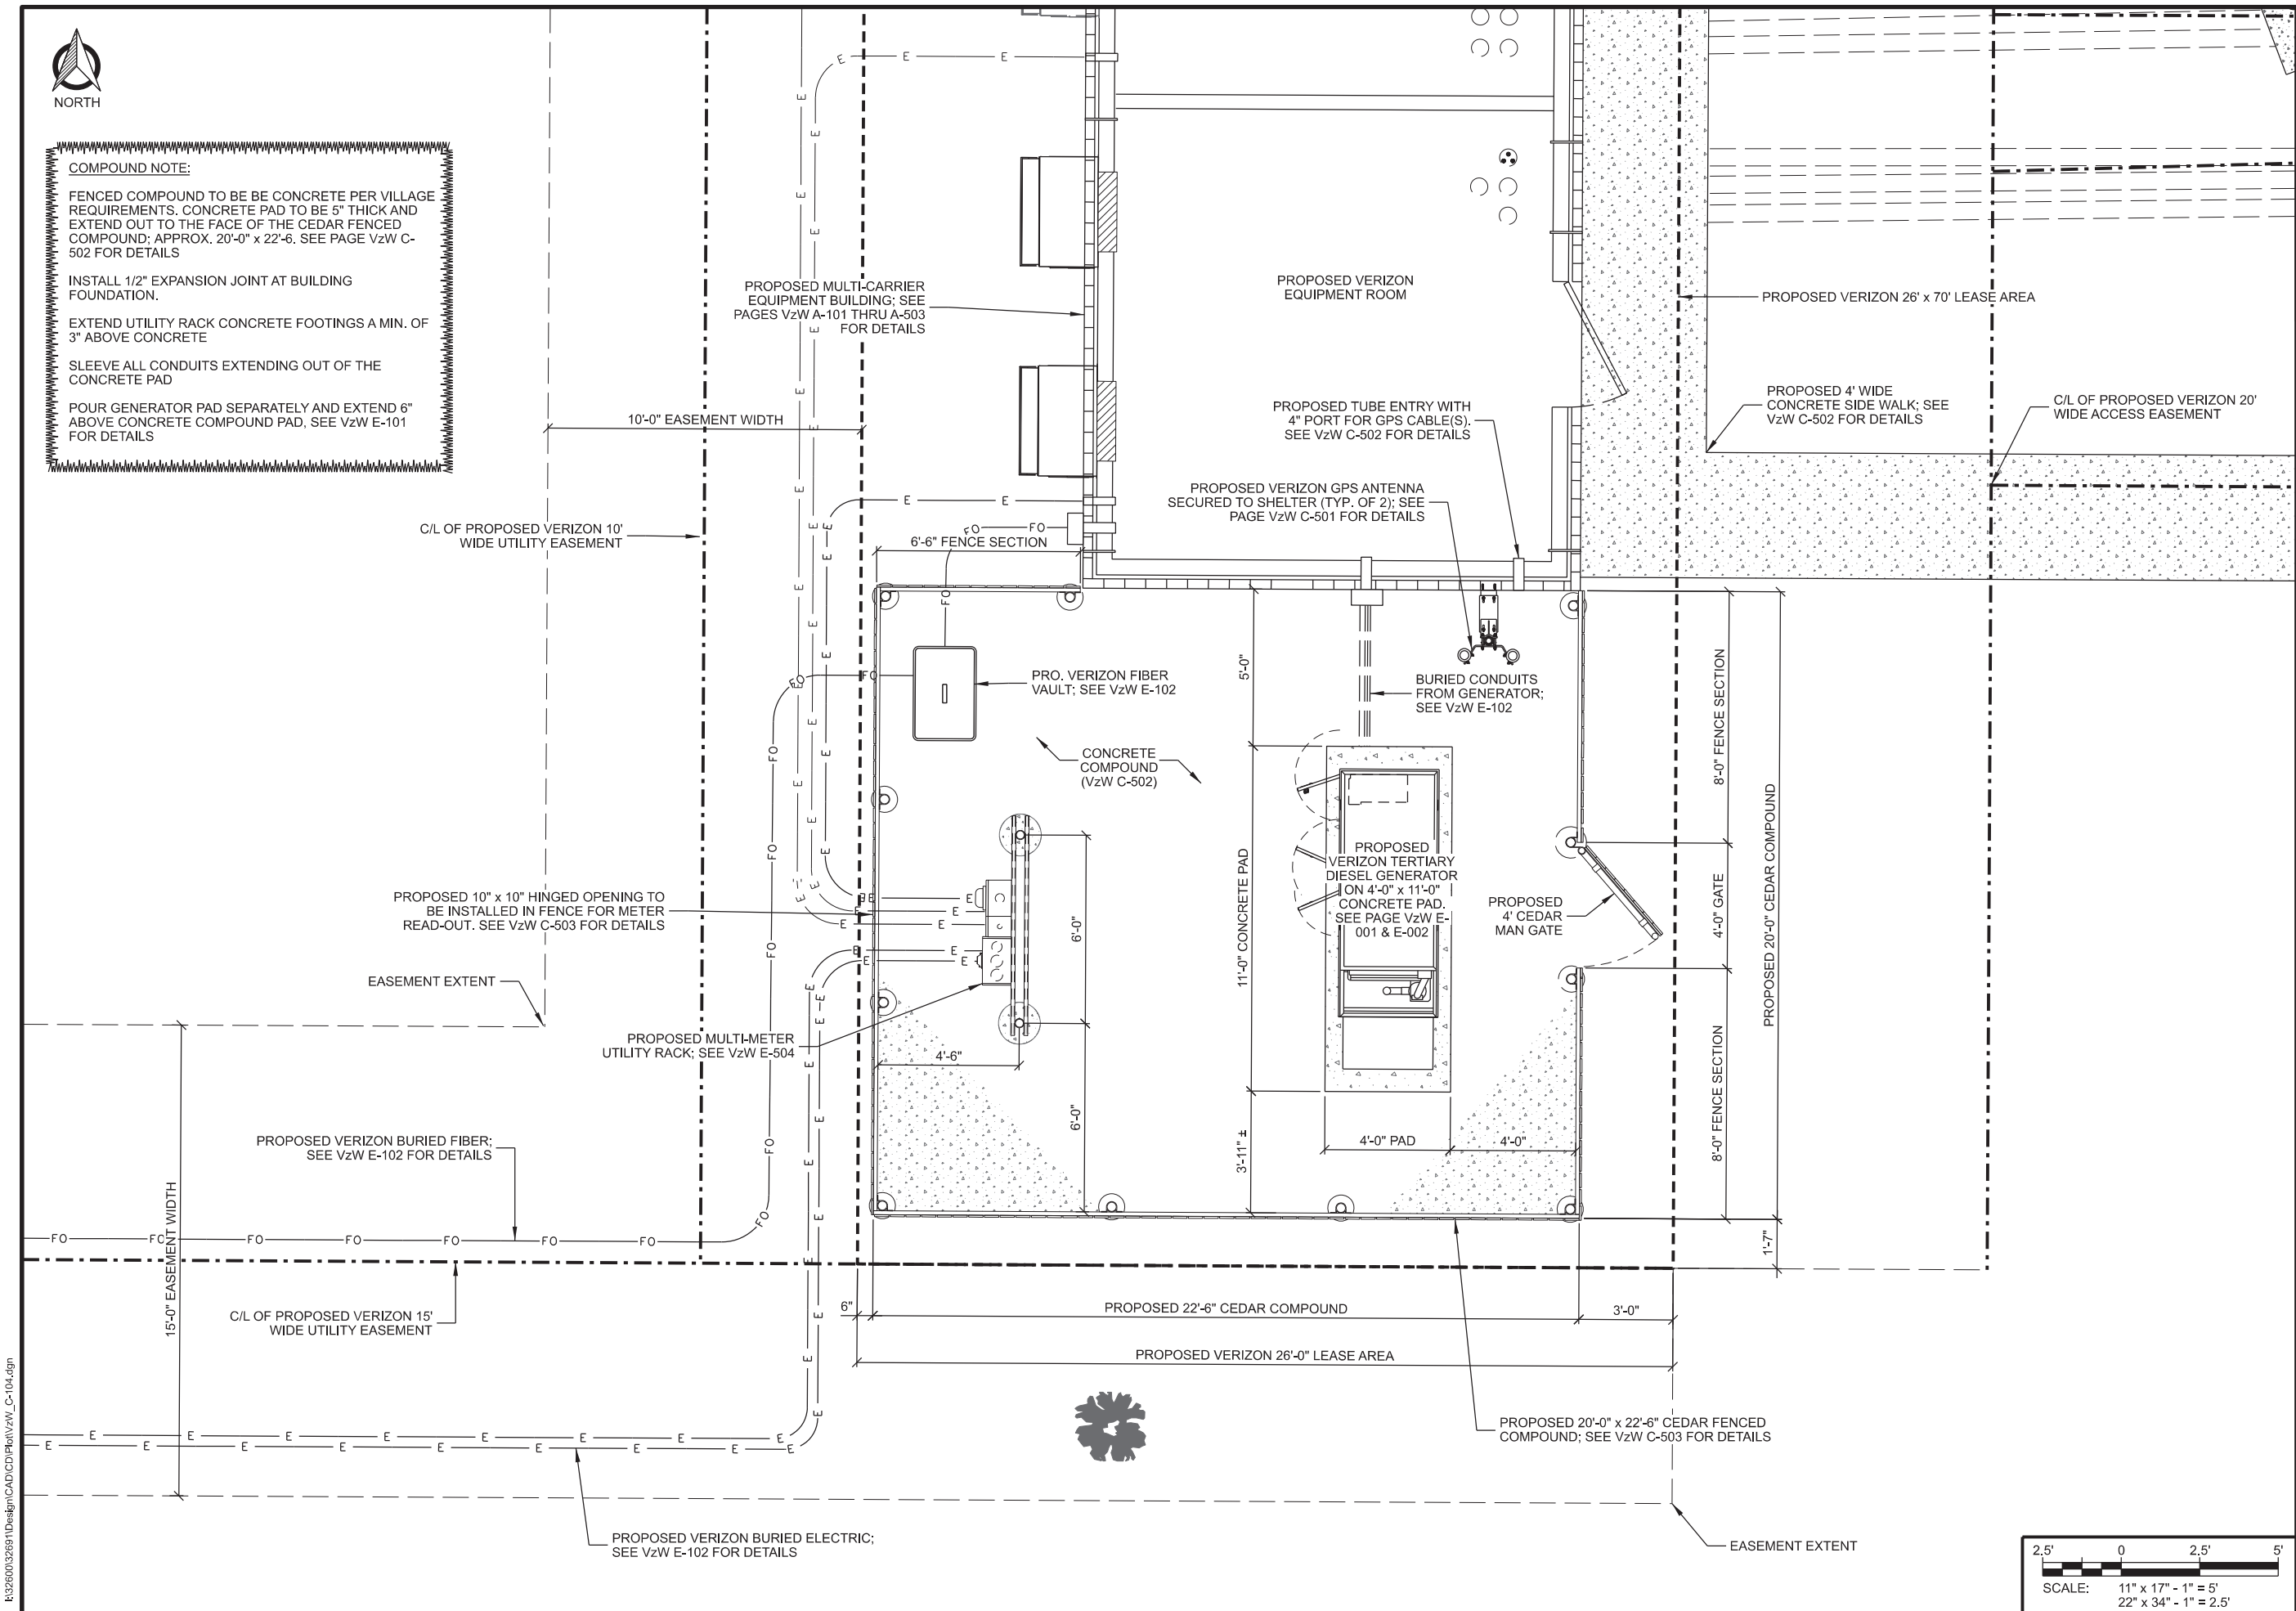 NORTH
COMPOUND NOTE:
FENCED COMPOUND TO BE BE CONCRETE PER VILLAGE
REQUIREMENTS. CONCRETE PAD TO BE 5" THICK AND
EXTEND OUT TO THE FACE OF THE CEDAR FENCED
COMPOUND; APPROX. 20'-0" x 22'-6. SEE PAGE VzW C-
502 FOR DETAILS
INSTALL 1/2" EXPANSION JOINT AT BUILDING
FOUNDATION.
EXTEND UTILITY RACK CONCRETE FOOTINGS A MIN. OF
3" ABOVE CONCRETE
SLEEVE ALL CONDUITS EXTENDING OUT OF THE
CONCRETE PAD
POUR GENERATOR PAD SEPARATELY AND EXTEND 6"
ABOVE CONCRETE COMPOUND PAD, SEE VzW E-101
FOR DETAILS
PROPOSED MULTI-CARRIER
EQUIPMENT BUILDING; SEE
PAGES VzW A-101 THRU A-503
FOR DETAILS
PROPOSED VERIZON
EQUIPMENT ROOM
PROPOSED VERIZON 26' x 70' LEASE AREA
PROPOSED 4' WIDE
CONCRETE SIDE WALK; SEE
VzW C-502 FOR DETAILS
C/L OF PROPOSED VERIZON 20'
WIDE ACCESS EASEMENT
10'-0" EASEMENT WIDTH
PROPOSED TUBE ENTRY WITH
4" PORT FOR GPS CABLE(S).
SEE VzW C-502 FOR DETAILS
PROPOSED VERIZON GPS ANTENNA
SECURED TO SHELTER (TYP. OF 2); SEE
PAGE VzW C-501 FOR DETAILS
C/L OF PROPOSED VERIZON 10'
WIDE UTILITY EASEMENT
6'-6" FENCE SECTION
PRO. VERIZON FIBER
VAULT; SEE VzW E-102
5'-0"
BURIED CONDUITS
FROM GENERATOR;
SEE VzW E-102
8'-0" FENCE SECTION
CONCRETE
COMPOUND
(VzW C-502)
PROPOSED 20'-0" CEDAR COMPOUND
PROPOSED
VERIZON TERTIARY
DIESEL GENERATOR
ON 4'-0" x 11'-0"
CONCRETE PAD.
SEE PAGE VzW E-
001 & E-002
11'-0" CONCRETE PAD
PROPOSED
4' CEDAR
MAN GATE
4'-0" GATE
PROPOSED 10" x 10" HINGED OPENING TO
BE INSTALLED IN FENCE FOR METER
READ-OUT. SEE VzW C-503 FOR DETAILS
6'-0"
EASEMENT EXTENT
PROPOSED MULTI-METER
UTILITY RACK; SEE VzW E-504
4'-6"
6'-0"
3'-11" ±
4'-0" PAD
4'-0"
8'-0" FENCE SECTION
PROPOSED VERIZON BURIED FIBER;
SEE VzW E-102 FOR DETAILS
15'-0" EASEMENT WIDTH
1'-7"
C/L OF PROPOSED VERIZON 15'
WIDE UTILITY EASEMENT
6"
PROPOSED 22'-6" CEDAR COMPOUND
3'-0"
PROPOSED VERIZON 26'-0" LEASE AREA
PROPOSED 20'-0" x 22'-6" CEDAR FENCED
COMPOUND; SEE VzW C-503 FOR DETAILS
PROPOSED VERIZON BURIED ELECTRIC;
SEE VzW E-102 FOR DETAILS
EASEMENT EXTENT
2.5' 0 2.5' 5'
SCALE: 11" x 17" - 1" = 5'
22" x 34" - 1" = 2.5'